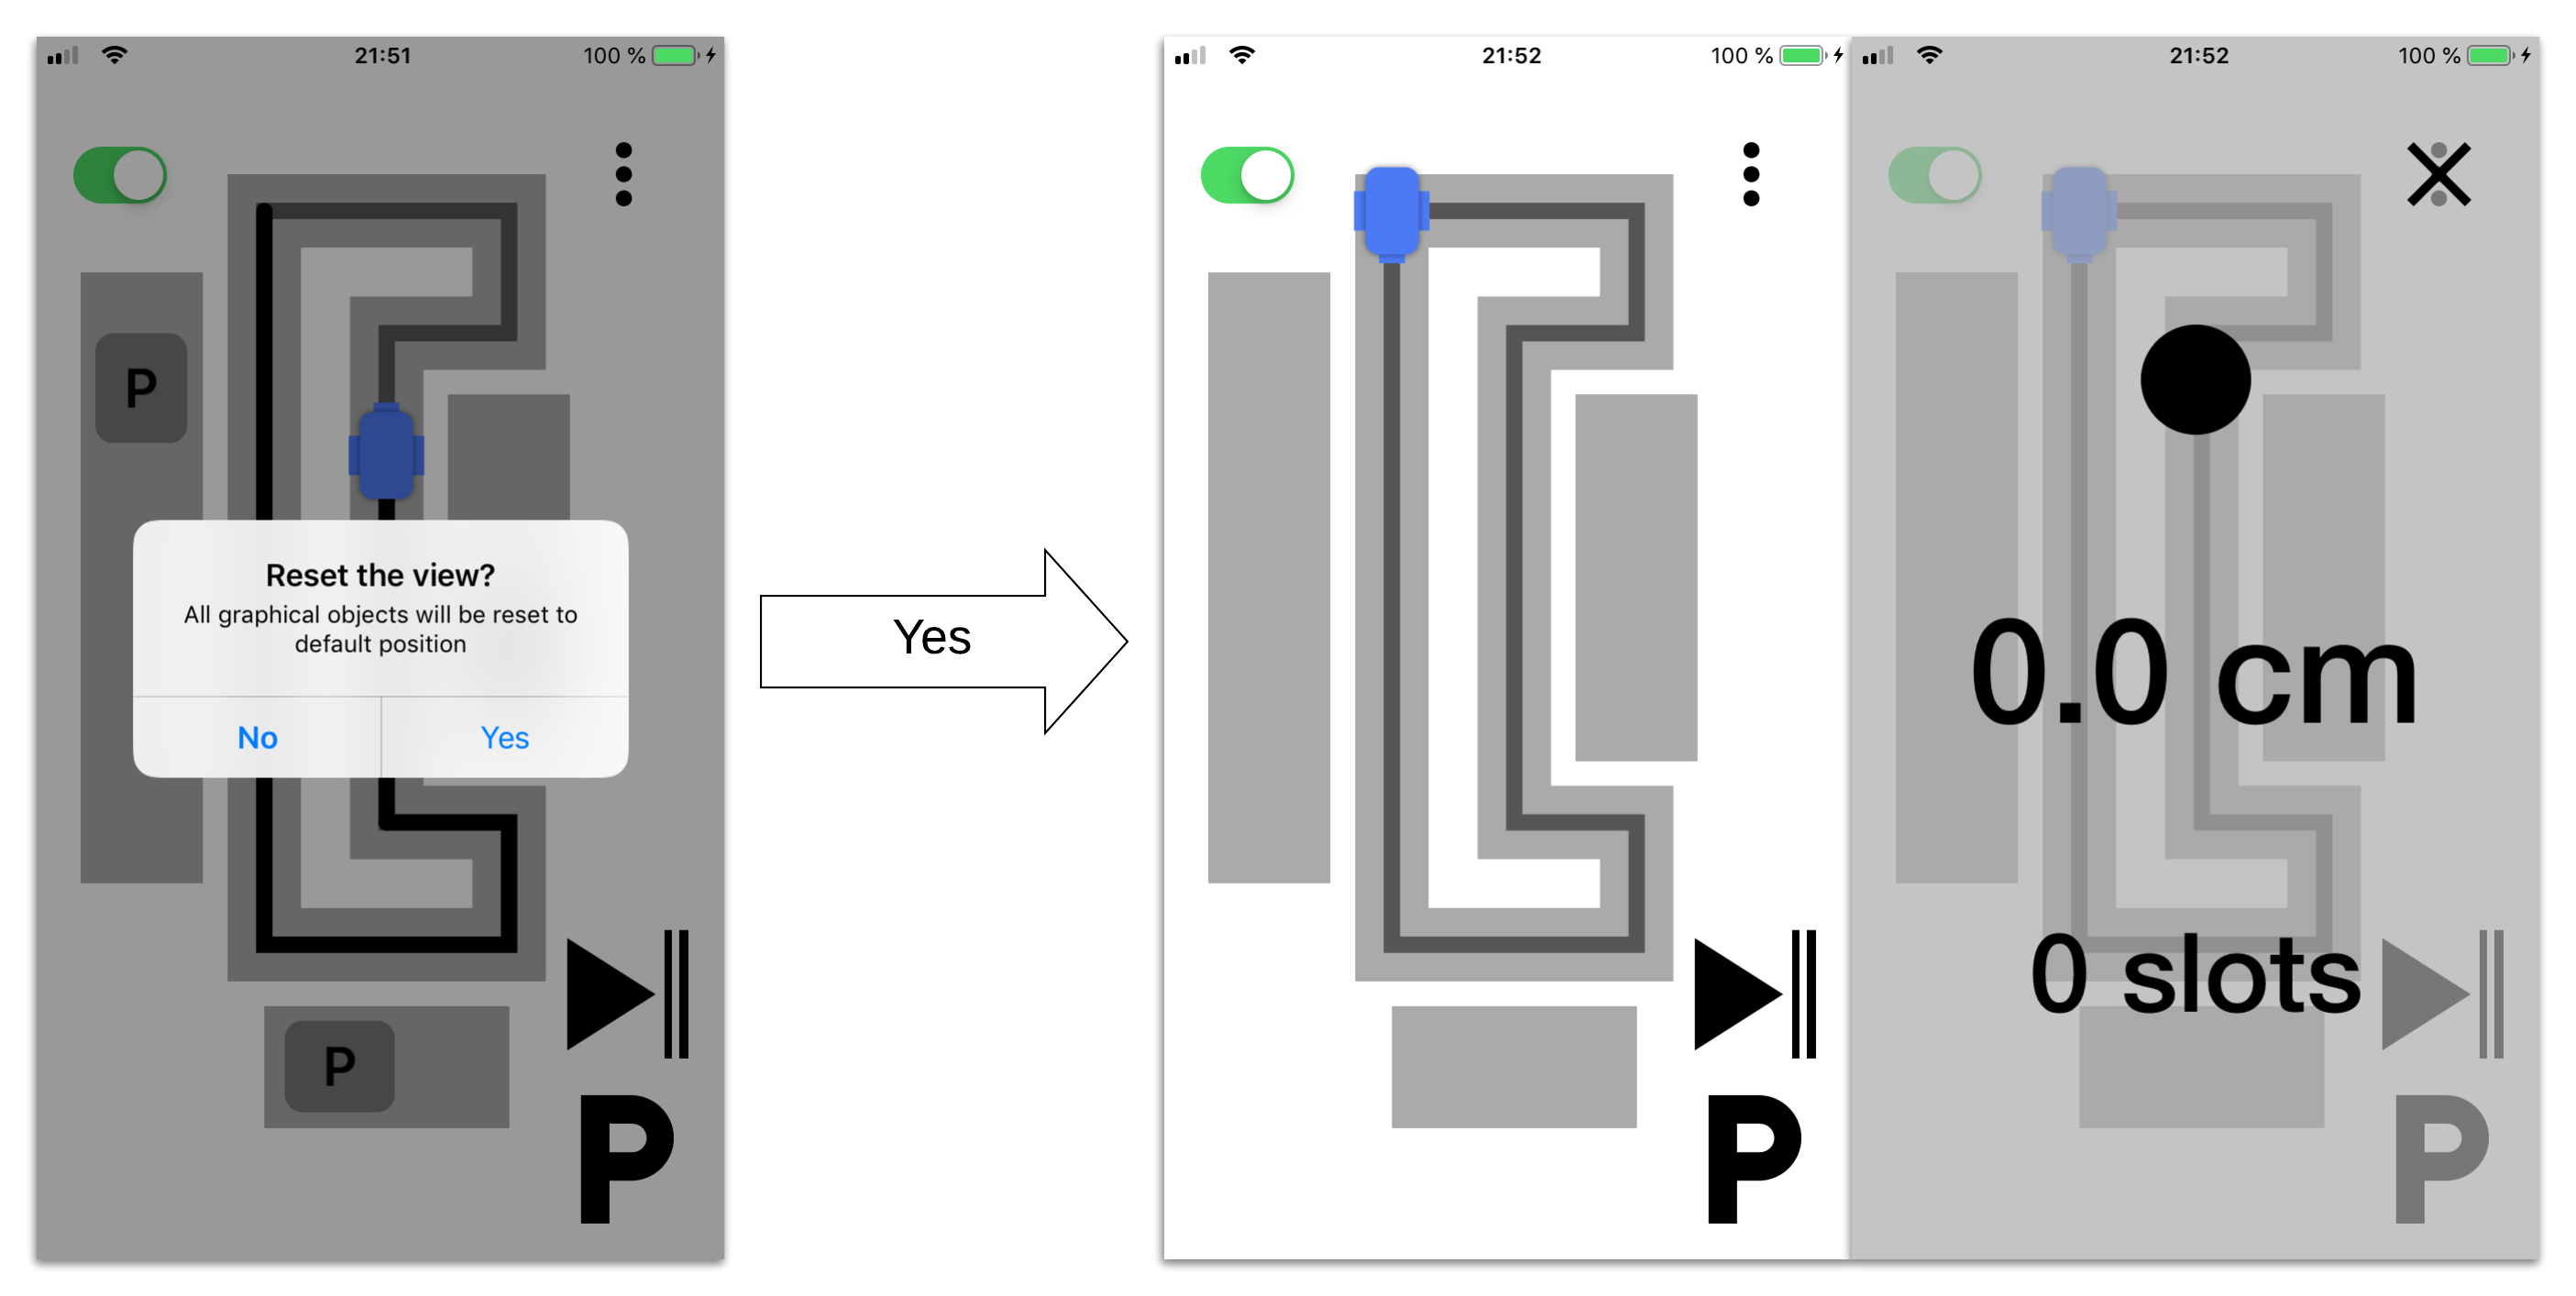 21:51
100 %
P
Reset the view?
All graphical objects will be reset to
default position
No
Yes
P
P
Yes
21:52
100 %
P
21:52
100 %
0.0 cm
0 slots
P